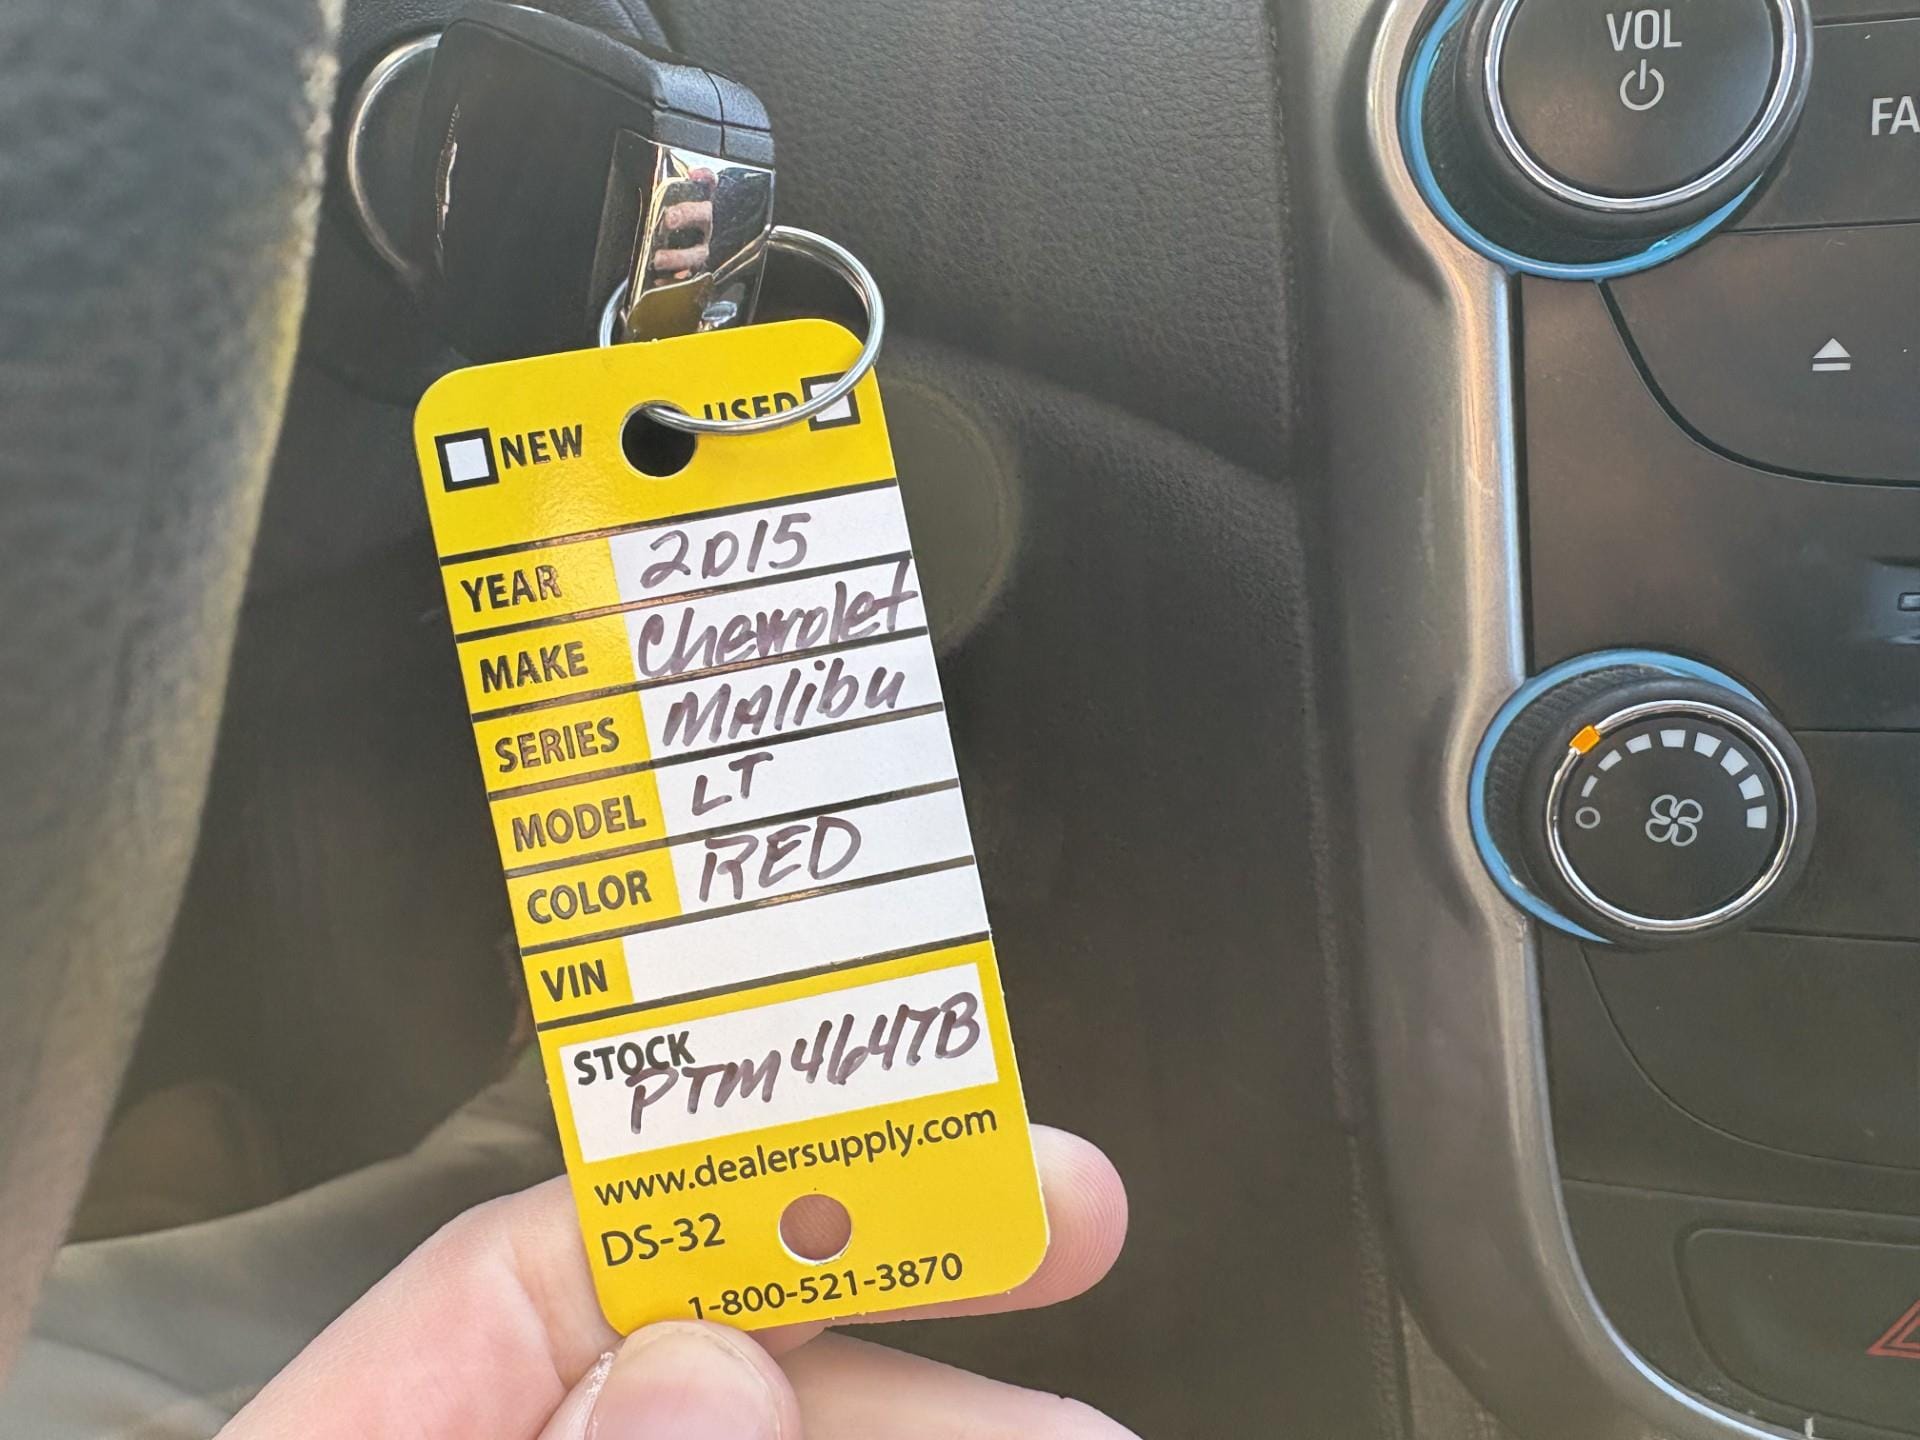 VOL
FA
NEW USED
YEAR 2015
MAKE Chevrolet
SERIES Malibu
MODEL LT
COLOR RED
VIN
STOCK
PTM4647B
www.dealersupply.com
DS-32
1-800-521-3870